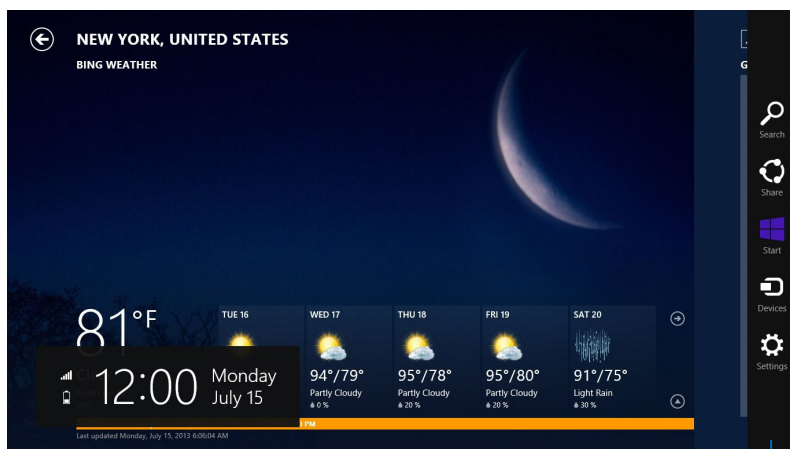 NEW YORK, UNITED STATES
BING WEATHER
G
Search
Share
Start
Devices
Settings
81°F
TUE 16
WED 17
94°/79°
Partly Cloudy
0 %
THU 18
95°/78°
Partly Cloudy
20 %
FRI 19
95°/80°
Partly Cloudy
20 %
SAT 20
91°/75°
Light Rain
30 %
12:00
Monday
July 15
PM
Last updated Monday, July 15, 2013 6:06:04 AM